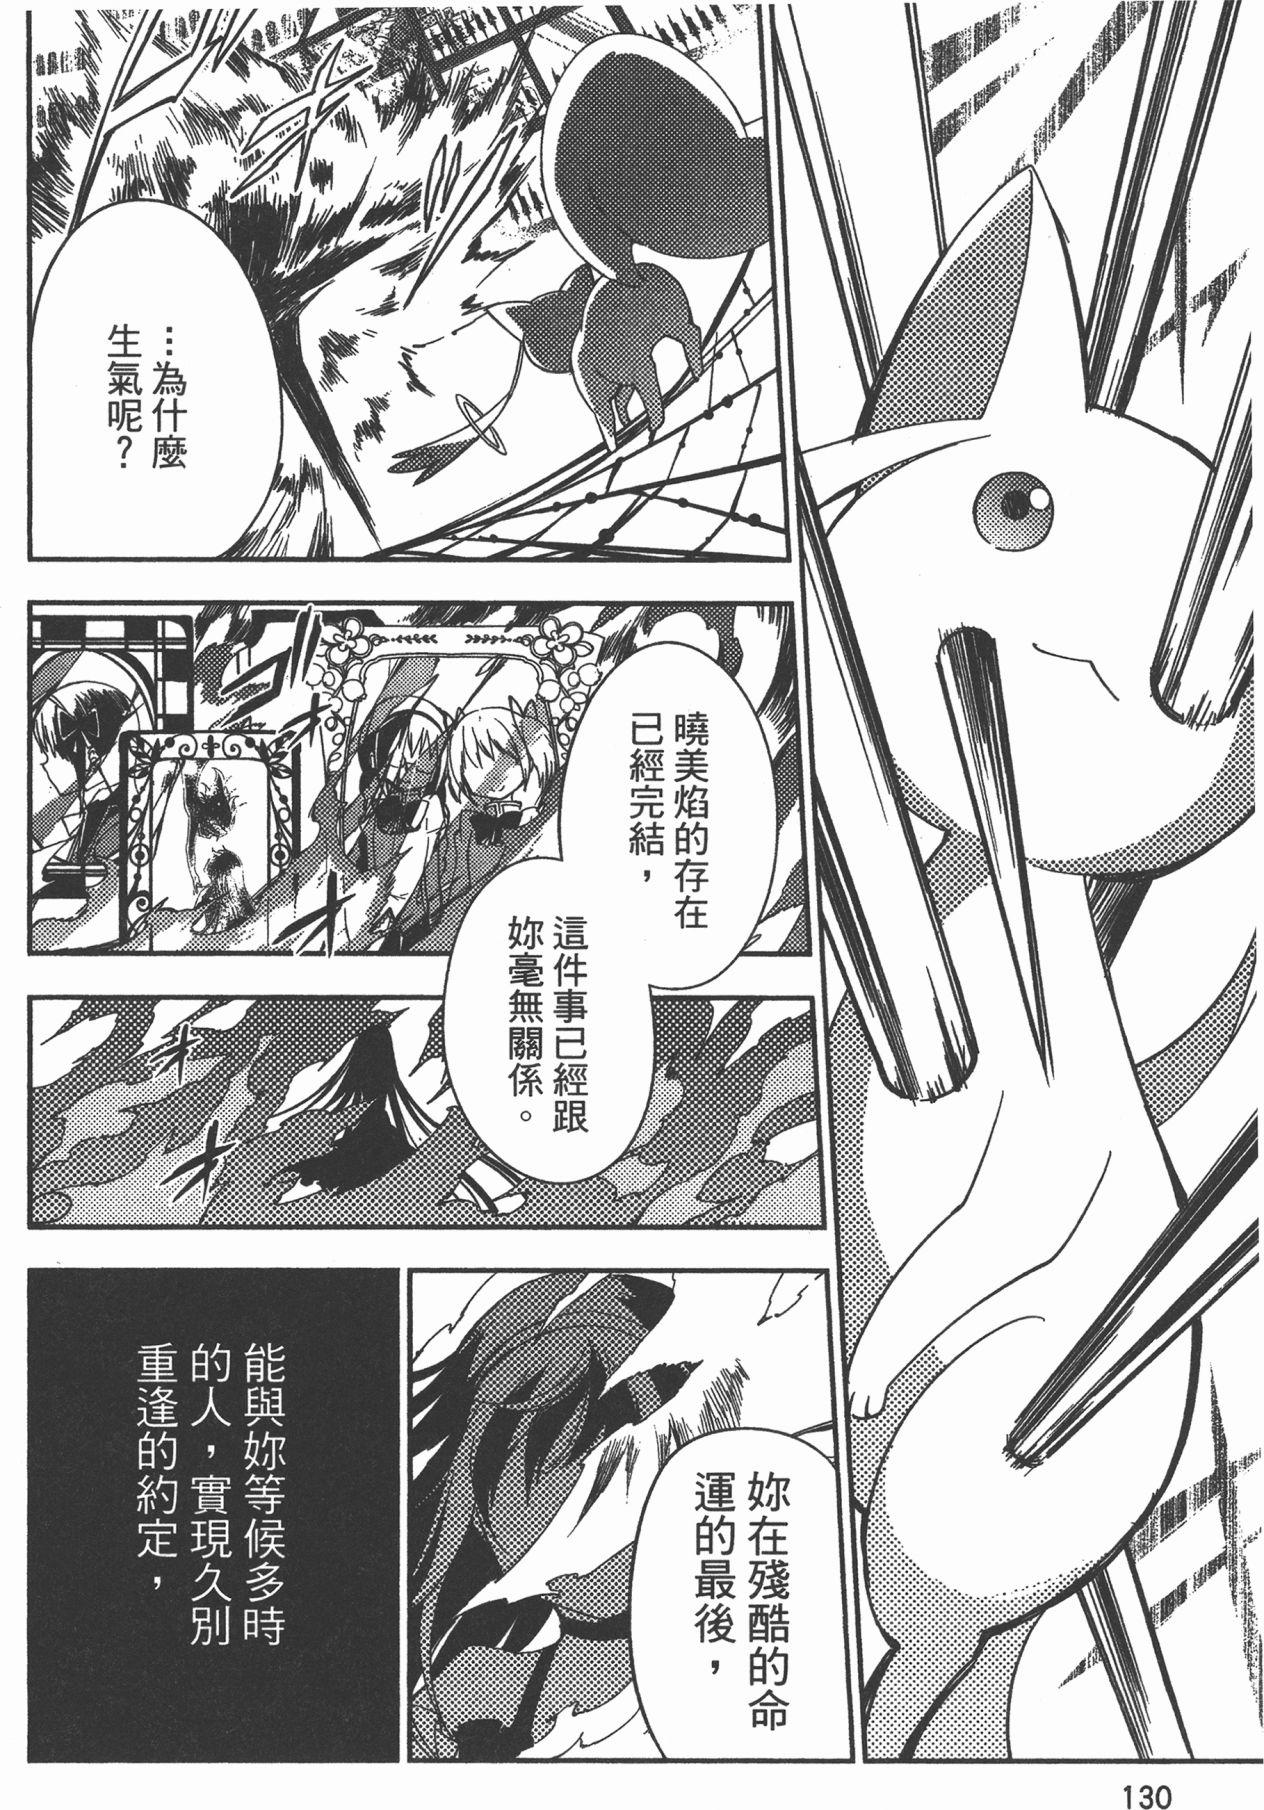 …為什麼
生氣呢？
曉美焰的存在
已經完結，
這件事已經跟
妳毫無關係。
妳在殘酷的命
運的最後，
能與妳等候多時
的人，實現久別
重逢的約定，
130